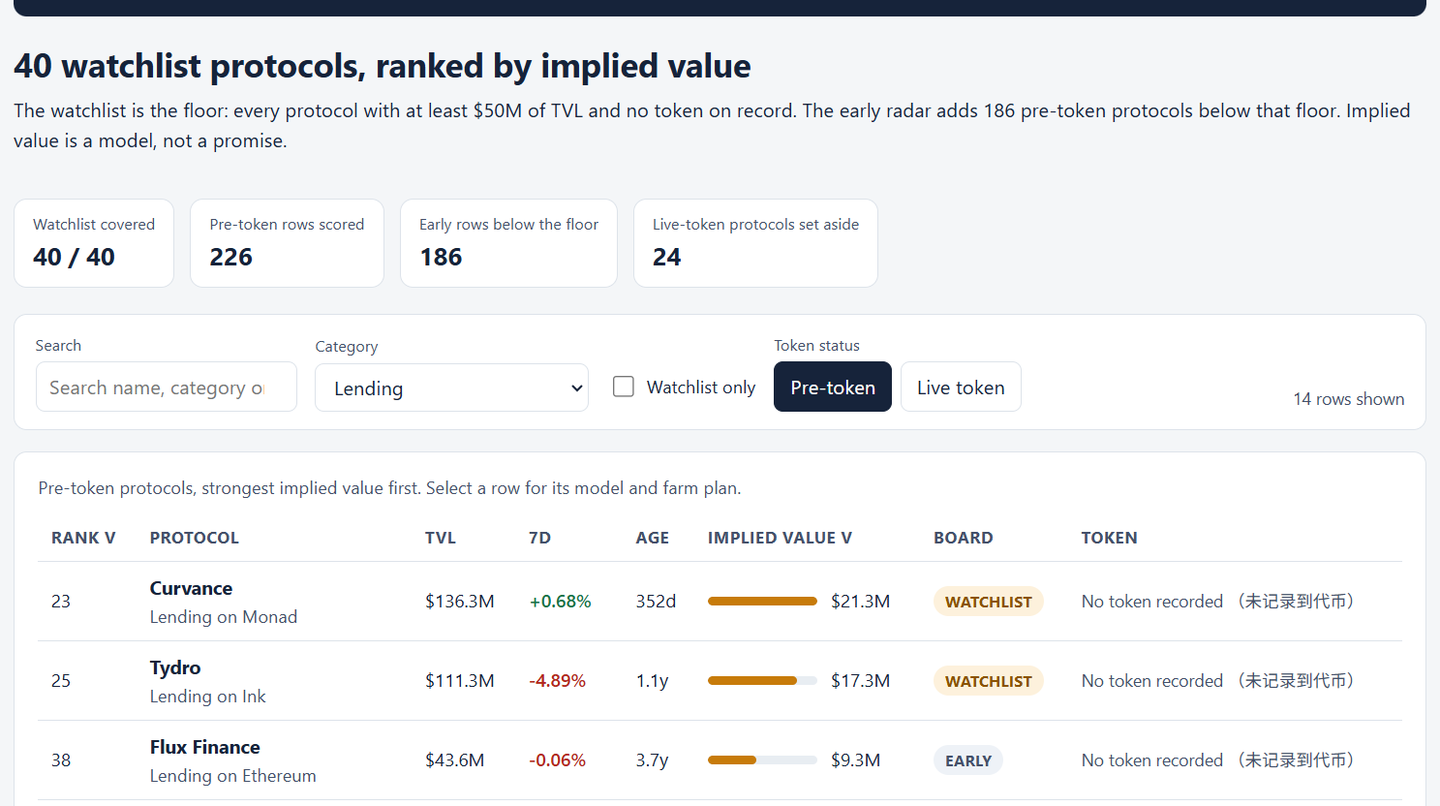 40 watchlist protocols, ranked by implied value
The watchlist is the floor: every protocol with at least $50M of TVL and no token on record. The early radar adds 186 pre-token protocols below that floor. Implied
value is a model, not a promise.
Watchlist covered
40 / 40
Pre-token rows scored
226
Early rows below the floor
186
Live-token protocols set aside
24
Search
Search name, category o
Category
Lending
Watchlist only
Token status
Pre-token
Live token
14 rows shown
Pre-token protocols, strongest implied value first. Select a row for its model and farm plan.
RANK V PROTOCOL TVL 7D AGE IMPLIED VALUE V BOARD TOKEN
23 Curvance $136.3M +0.68% 352d $21.3M WATCHLIST No token recorded （未记录到代币）
Lending on Monad
25 Tydro $111.3M -4.89% 1.1y $17.3M WATCHLIST No token recorded （未记录到代币）
Lending on Ink
38 Flux Finance $43.6M -0.06% 3.7y $9.3M EARLY No token recorded （未记录到代币）
Lending on Ethereum